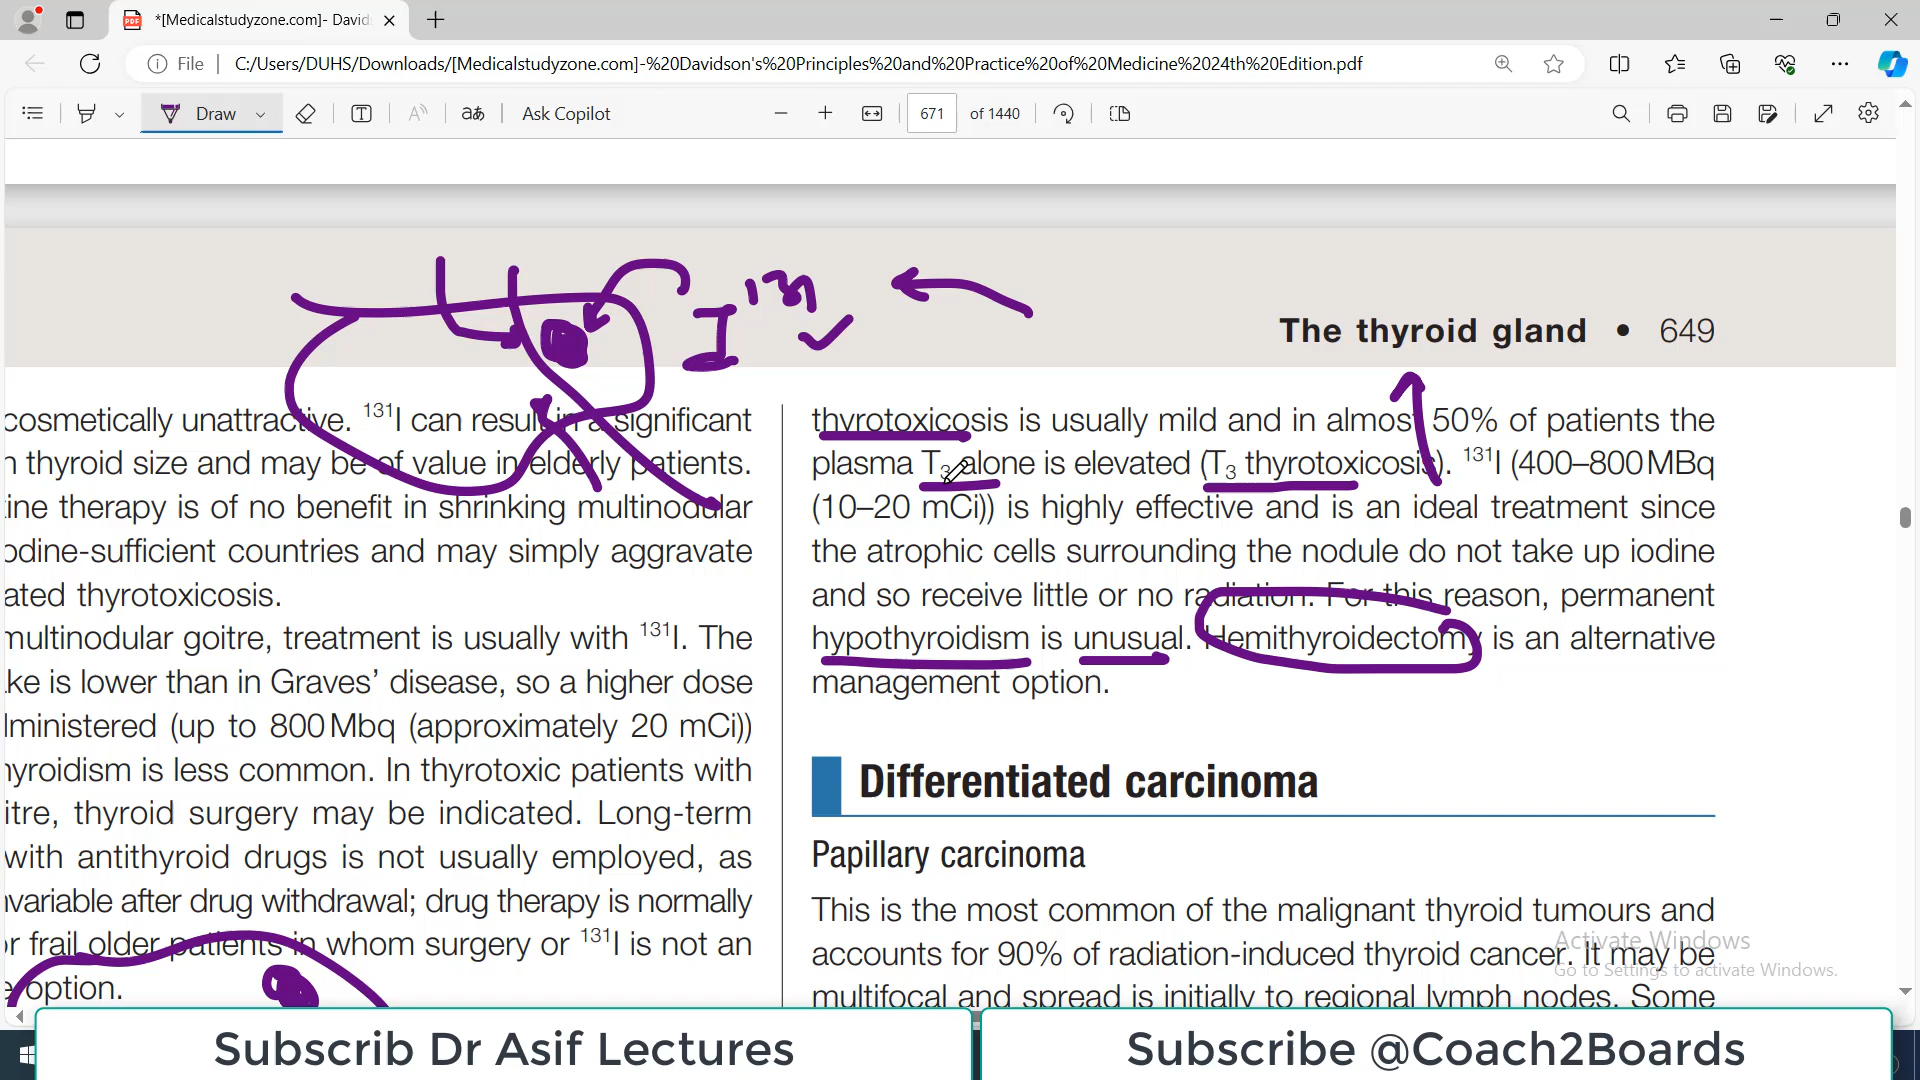 *[Medicalstudyzone.com]- David
File
C:/Users/DUHS/Downloads/[Medicalstudyzone.com]-%20Davidson's%20Principles%20and%20Practice%20of%20Medicine%2024th%20Edition.pdf
Draw
T
aあ
Ask Copilot
671 of 1440
I 131
The thyroid gland • 649
cosmetically unattractive. ¹³¹I can result in a significant
n thyroid size and may be of value in elderly patients.
ine therapy is of no benefit in shrinking multinodular
odine-sufficient countries and may simply aggravate
ated thyrotoxicosis.
multinodular goitre, treatment is usually with ¹³¹I. The
ke is lower than in Graves' disease, so a higher dose
lministered (up to 800 Mbq (approximately 20 mCi))
nyroidism is less common. In thyrotoxic patients with
itre, thyroid surgery may be indicated. Long-term
with antithyroid drugs is not usually employed, as
nvariable after drug withdrawal; drug therapy is normally
or frail older patients in whom surgery or ¹³¹I is not an
e option.
thyrotoxicosis is usually mild and in almost 50% of patients the
plasma T₃ alone is elevated (T₃ thyrotoxicosis). ¹³¹I (400–800 MBq
(10–20 mCi)) is highly effective and is an ideal treatment since
the atrophic cells surrounding the nodule do not take up iodine
and so receive little or no radiation. For this reason, permanent
hypothyroidism is unusual. Hemithyroidectomy is an alternative
management option.
Differentiated carcinoma
Papillary carcinoma
This is the most common of the malignant thyroid tumours and
accounts for 90% of radiation-induced thyroid cancer. It may be
multifocal and spread is initially to regional lymph nodes. Some
Activate Windows
Go to Settings to activate Windows.
Subscrib Dr Asif Lectures
Subscribe @Coach2Boards